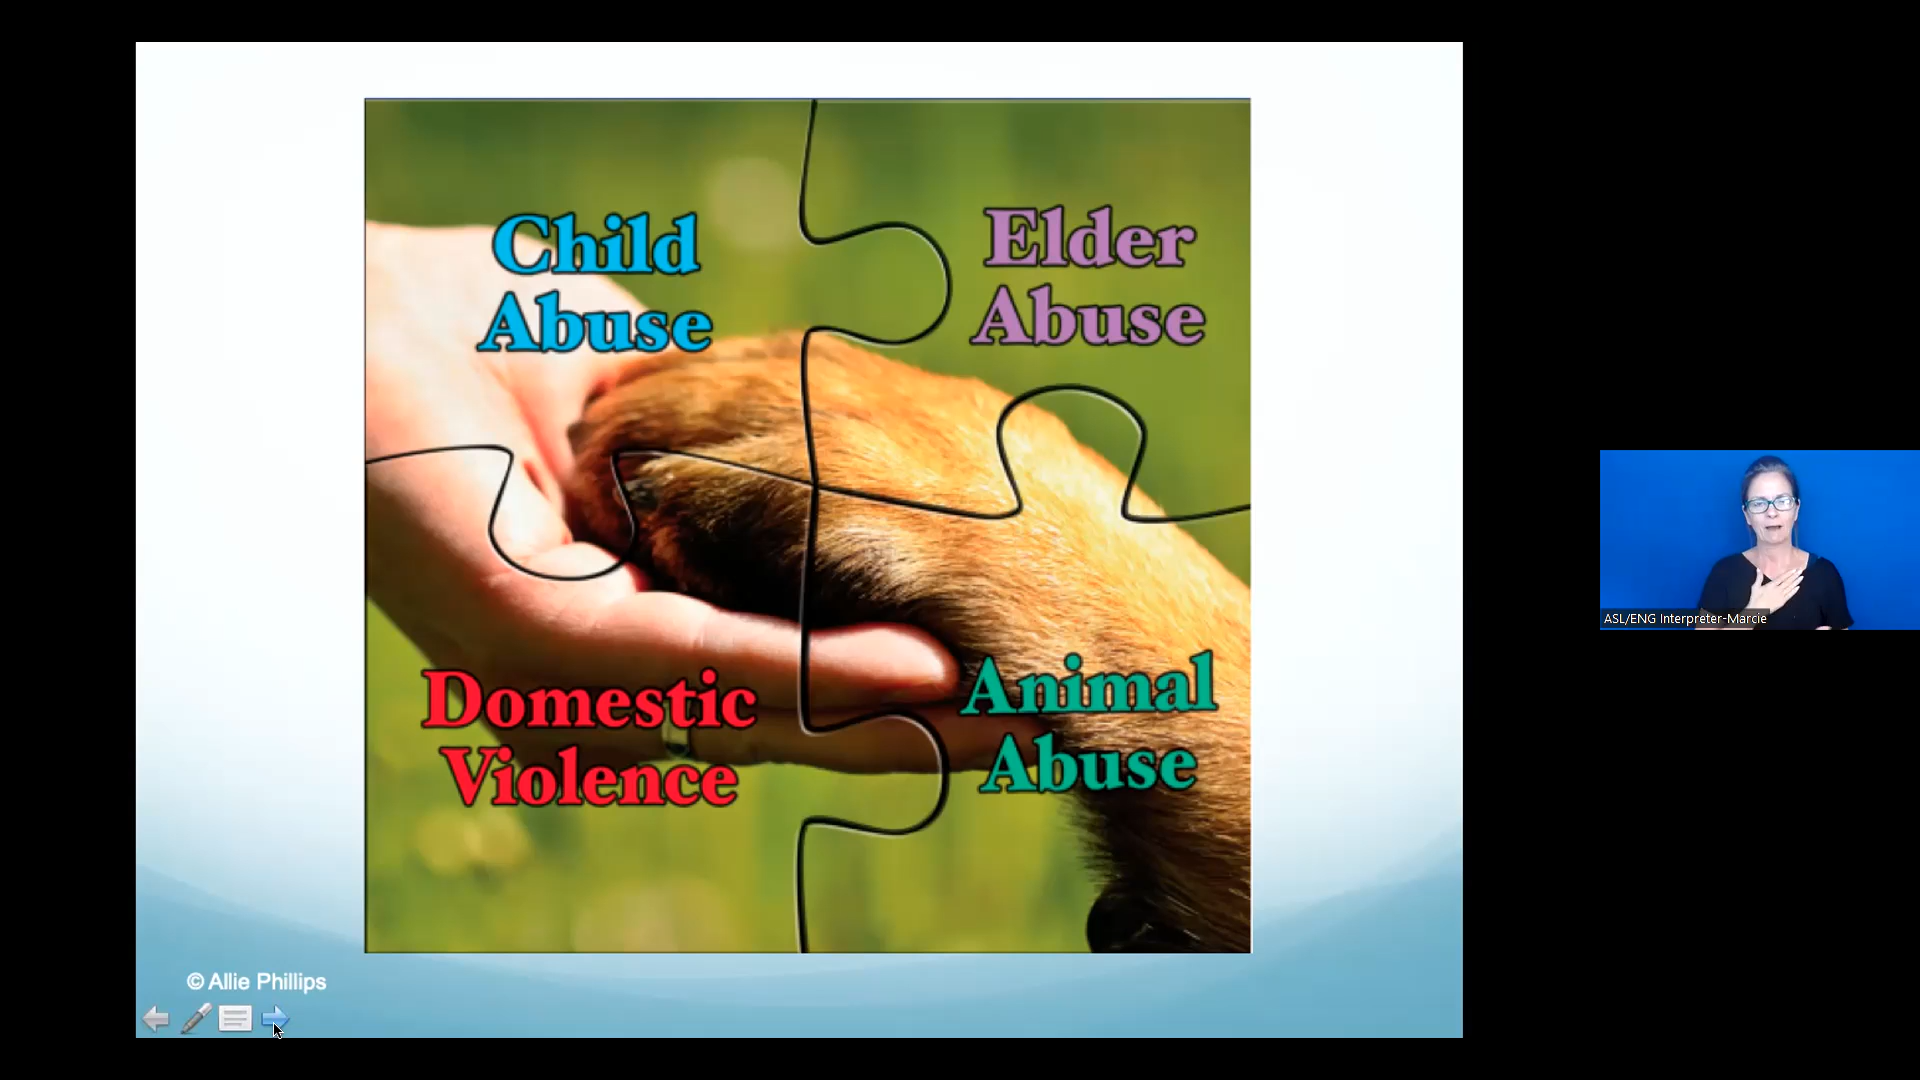 Child
Abuse
Elder
Abuse
Domestic
Violence
Animal
Abuse
© Allie Phillips
ASL/ENG Interpreter-Marcie